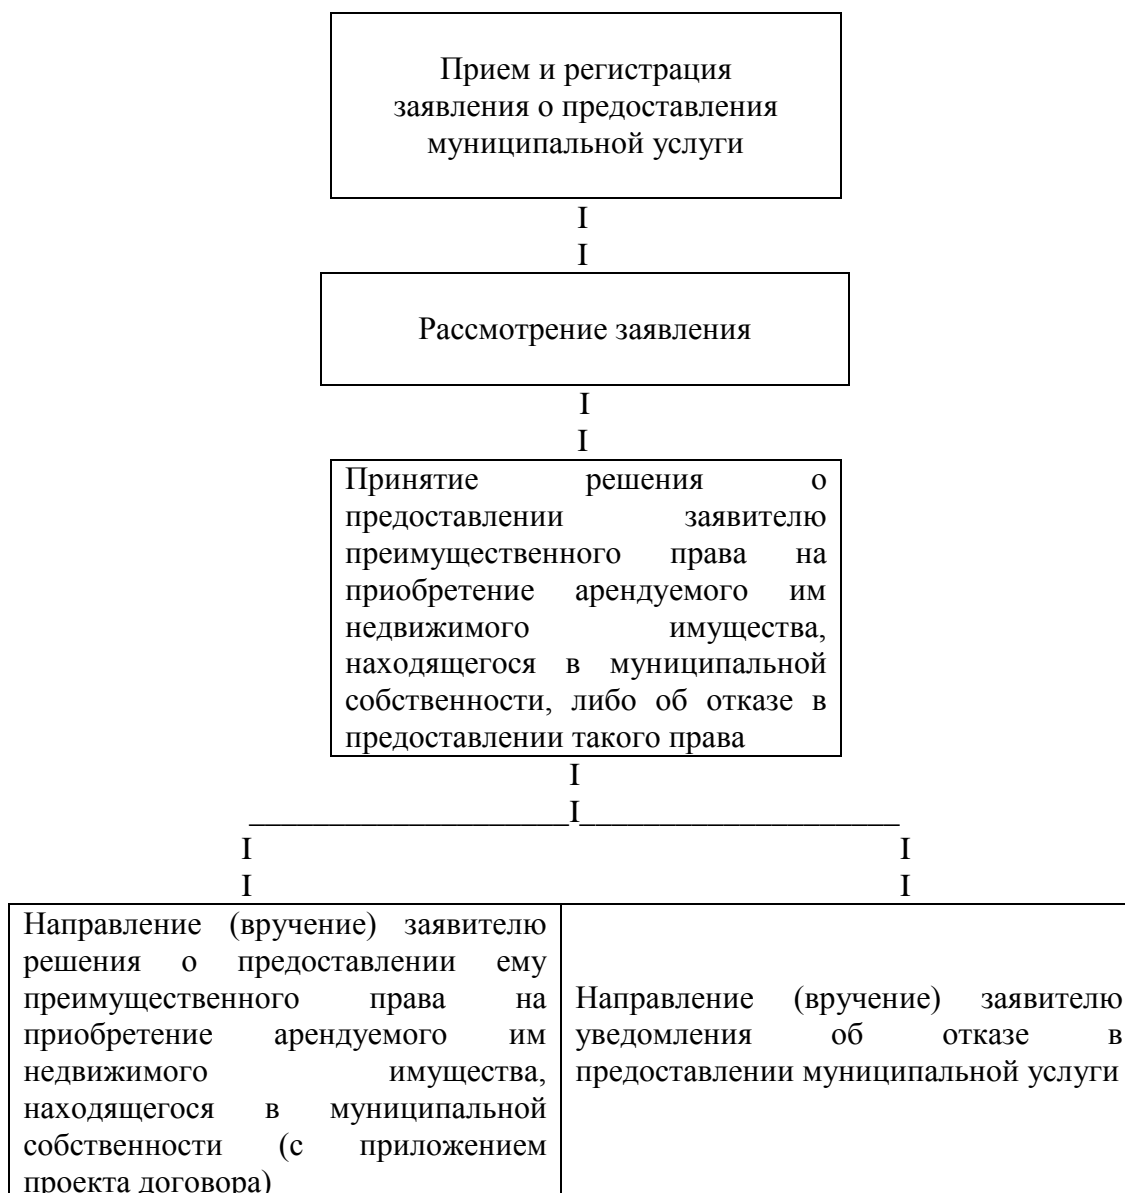 Прием и регистрация
заявления о предоставления
муниципальной услуги
I
I
Рассмотрение заявления
I
I
Принятие решения о
предоставлении заявителю
преимущественного права на
приобретение арендуемого им
недвижимого имущества,
находящегося в муниципальной
собственности, либо об отказе в
предоставлении такого права
I
____________________I____________________
I I
I I
Направление (вручение) заявителю
решения о предоставлении ему
преимущественного права на
приобретение арендуемого им
недвижимого имущества,
находящегося в муниципальной
собственности (с приложением
проекта договора)
Направление (вручение) заявителю
уведомления об отказе в
предоставлении муниципальной услуги